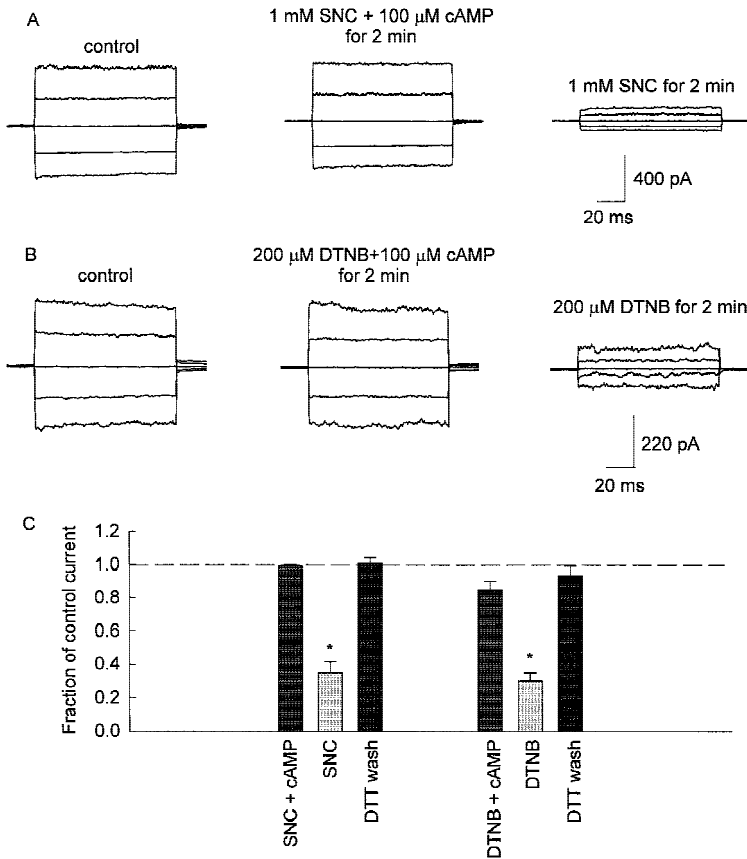 A
control
1 mM SNC + 100 μM cAMP
for 2 min
1 mM SNC for 2 min
400 pA
20 ms
B
control
200 μM DTNB+100 μM cAMP
for 2 min
200 μM DTNB for 2 min
220 pA
20 ms
C
Fraction of control current
1.2
1.0
0.8
0.6
0.4
0.2
0.0
*
*
SNC + cAMP
SNC
DTT wash
DTNB + cAMP
DTNB
DTT wash